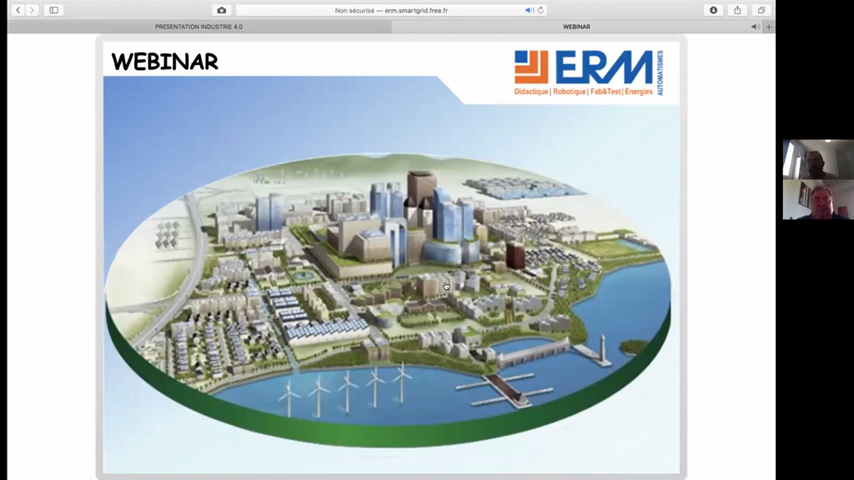 Non sécurisé — erm.smartgrid.free.fr
PRESENTATION INDUSTRIE 4.0
WEBINAR
WEBINAR
ERM
AUTOMATISMES
Didactique | Robotique | Fab&Test | Energies